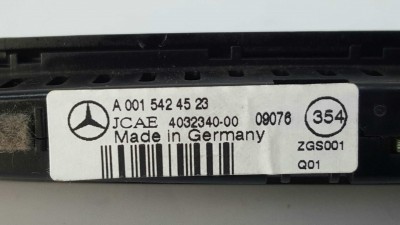 A 001 542 45 23
JCAE 4032340-00 09076 354
Made in Germany
ZGS001
Q01